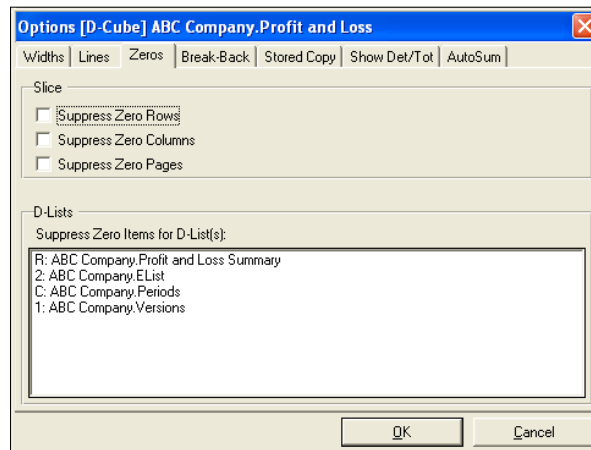 Options [D-Cube] ABC Company.Profit and Loss
Widths Lines Zeros Break-Back Stored Copy Show Det/Tot AutoSum
Slice
Suppress Zero Rows
Suppress Zero Columns
Suppress Zero Pages
D-Lists
Suppress Zero Items for D-List(s):
R: ABC Company.Profit and Loss Summary
2: ABC Company.EList
C: ABC Company.Periods
1: ABC Company.Versions
OK Cancel